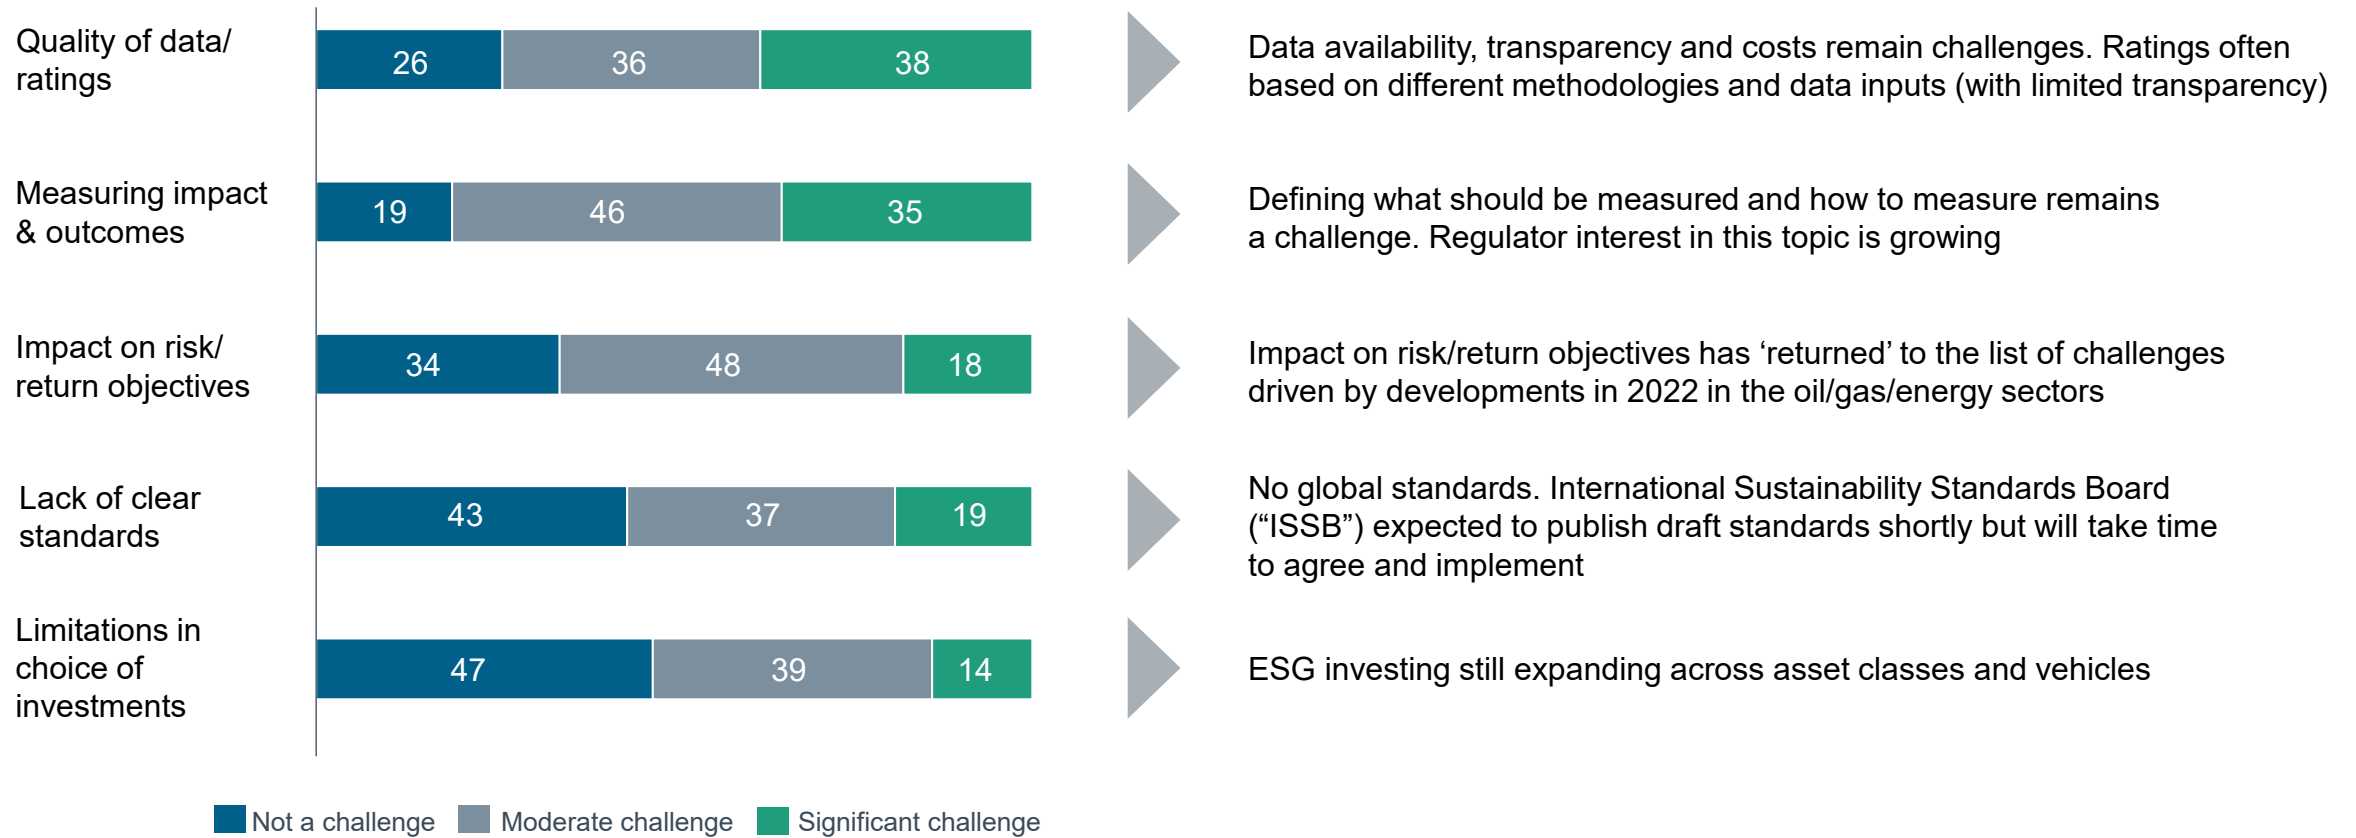 Quality of data/
ratings
26 36 38
Data availability, transparency and costs remain challenges. Ratings often
based on different methodologies and data inputs (with limited transparency)
Measuring impact
& outcomes
19 46 35
Defining what should be measured and how to measure remains
a challenge. Regulator interest in this topic is growing
Impact on risk/
return objectives
34 48 18
Impact on risk/return objectives has ‘returned’ to the list of challenges
driven by developments in 2022 in the oil/gas/energy sectors
Lack of clear
standards
43 37 19
No global standards. International Sustainability Standards Board
(“ISSB”) expected to publish draft standards shortly but will take time
to agree and implement
Limitations in
choice of
investments
47 39 14
ESG investing still expanding across asset classes and vehicles
Not a challenge Moderate challenge Significant challenge